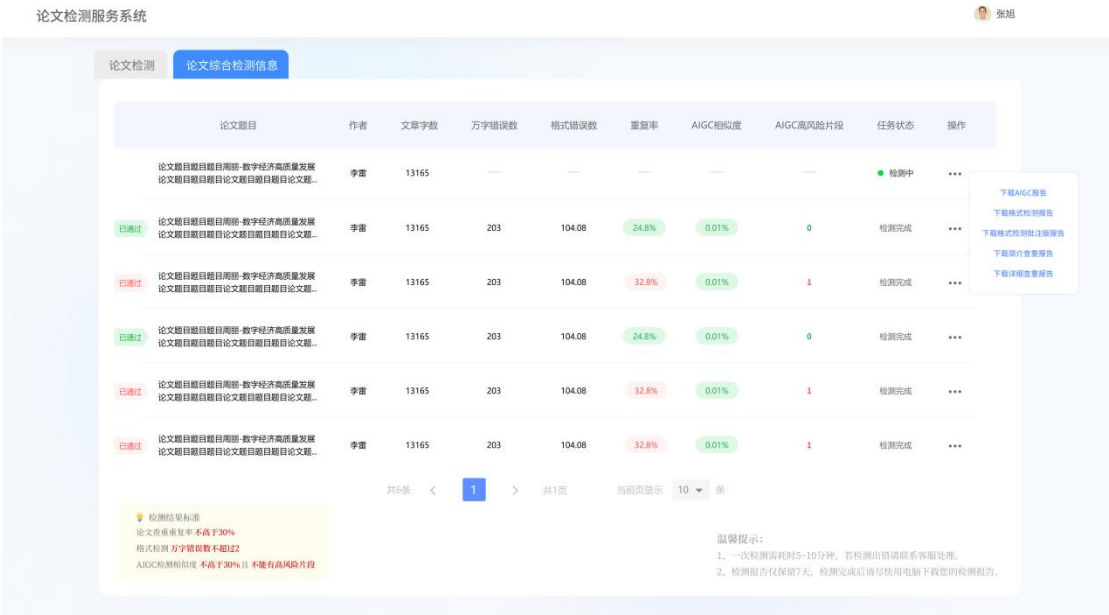 论文检测服务系统
张旭
论文检测
论文综合检测信息
论文题目 作者 文章字数 万字错误数 格式错误数 重复率 AIGC相似度 AIGC高风险片段 任务状态 操作
论文题目题目题目周丽-数字经济高质量发展
论文题目题目题目论文题目题目题目论文题... 李雷 13165 — — — — — 检测中 •••
下载AIGC报告
下载格式检测报告
下载格式检测批注版报告
下载简介查重报告
下载详细查重报告
已通过 论文题目题目题目周丽-数字经济高质量发展
论文题目题目题目论文题目题目题目论文题... 李雷 13165 203 104.08 24.8% 0.01% 0 检测完成 •••
已通过 论文题目题目题目周丽-数字经济高质量发展
论文题目题目题目论文题目题目题目论文题... 李雷 13165 203 104.08 32.8% 0.01% 1 检测完成 •••
已通过 论文题目题目题目周丽-数字经济高质量发展
论文题目题目题目论文题目题目题目论文题... 李雷 13165 203 104.08 24.8% 0.01% 0 检测完成 •••
已通过 论文题目题目题目周丽-数字经济高质量发展
论文题目题目题目论文题目题目题目论文题... 李雷 13165 203 104.08 32.8% 0.01% 1 检测完成 •••
已通过 论文题目题目题目周丽-数字经济高质量发展
论文题目题目题目论文题目题目题目论文题... 李雷 13165 203 104.08 32.8% 0.01% 1 检测完成 •••
共6条 < 1 > 共1页 当前页显示 10 条
检测结果标准
论文查重重复率 不高于30%
格式检测 万字错误数不超过2
AIGC检测相似度 不高于30% 且 不能有高风险片段
温馨提示：
1、一次检测需耗时5~10分钟，若检测出错请联系客服处理。
2、检测报告仅保留7天，检测完成后请尽快用电脑下载您的检测报告。